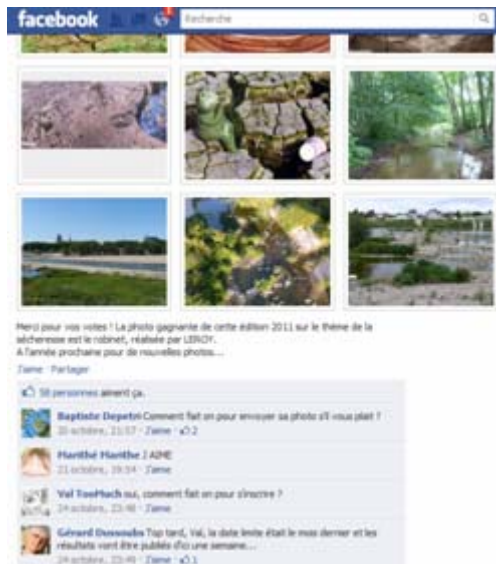 facebook
Recherche
Merci pour vos votes ! La photo gagnante de cette édition 2011 sur le thème de la
sécheresse est le robinet, réalisée par LEROY.
A l'année prochaine pour de nouvelles photos...
J'aime · Partager
58 personnes aiment ça.
Baptiste Depetri Comment fait on pour envoyer sa photo s'il vous plait ?
20 octobre, 21:57 · J'aime · 2
Marithé Marithe J AIME
21 octobre, 19:54 · J'aime
Val TooMuch oui, comment fait on pour s'inscrire ?
24 octobre, 23:48 · J'aime
Gérard Trop tard, Val, la date limite était le mois dernier et les
résultats vont être publiés d'ici une semaine...
24 octobre, 23:49 · J'aime · 1